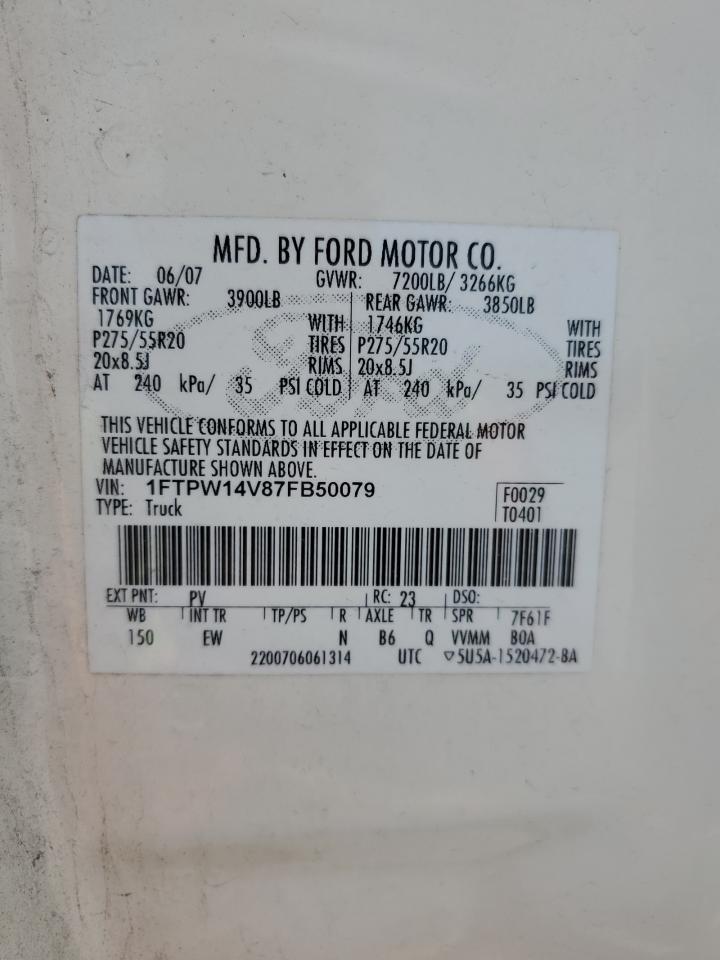 MFD. BY FORD MOTOR CO.
DATE: 06/07 GVWR: 7200LB/ 3266KG
FRONT GAWR: 3900LB REAR GAWR: 3850LB
1769KG WITH 1746KG WITH
P275/55R20 TIRES P275/55R20 TIRES
20x8.5J RIMS 20x8.5J RIMS
AT 240 kPa/ 35 PSI COLD AT 240 kPa/ 35 PSI COLD
Ford
THIS VEHICLE CONFORMS TO ALL APPLICABLE FEDERAL MOTOR
VEHICLE SAFETY STANDARDS IN EFFECT ON THE DATE OF
MANUFACTURE SHOWN ABOVE.
VIN: 1FTPW14V87FB50079 F0029
TYPE: Truck T0401
EXT PNT: PV RC: 23 DSO:
WB INT TR TP/PS R AXLE TR SPR 7F61F
150 EW N B6 Q VVMM BOA
2200706061314 UTC ▽5U5A-1520472-BA